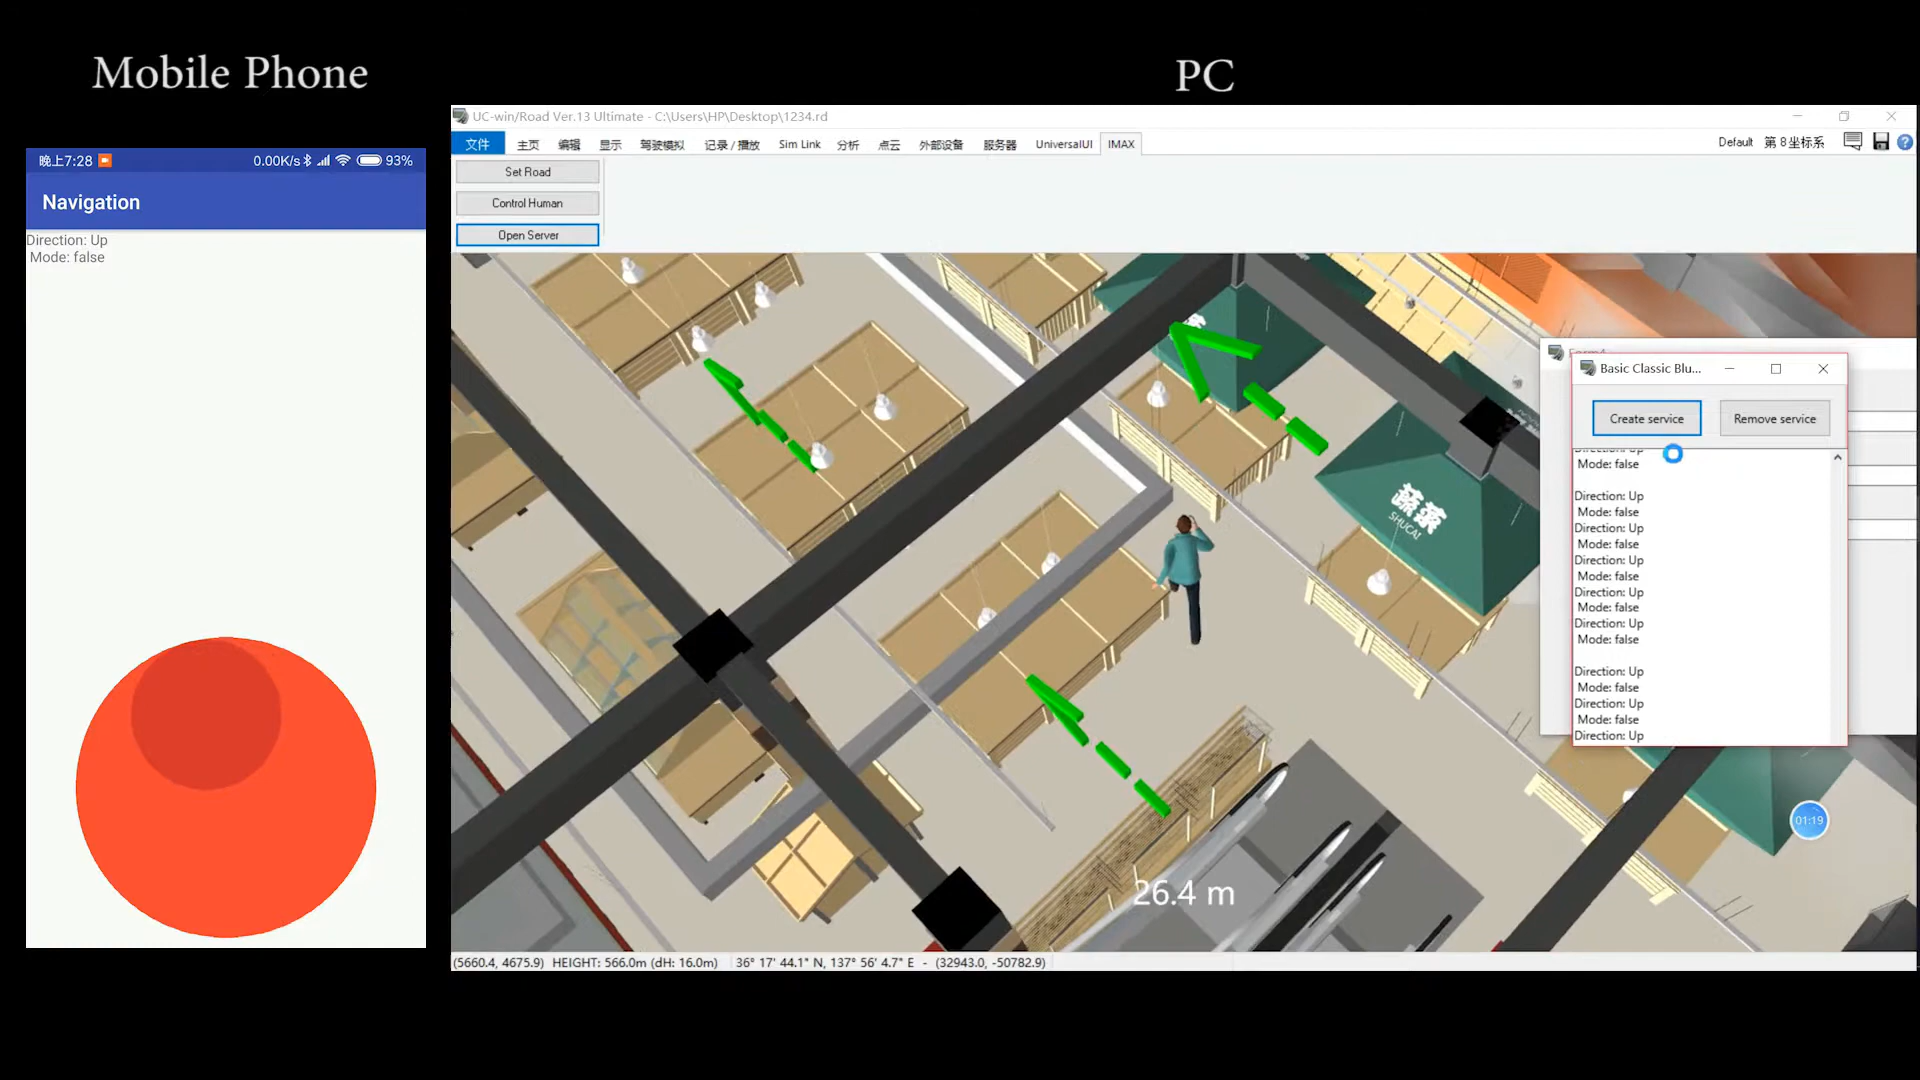 Mobile Phone
PC
晚上7:28
0.00K/s
93%
Navigation
Direction: Up
Mode: false
UC-win/Road Ver.13 Ultimate - C:\Users\HP\Desktop\1234.rd
文件 主页 编辑 显示 驾驶模拟 记录 / 播放 Sim Link 分析 点云 外部设备 服务器 UniversalUI IMAX
Default 第 8 坐标系
Set Road
Control Human
Open Server
Basic Classic Blu...
Create service
Remove service
Direction: Up
Mode: false
Direction: Up
Mode: false
Direction: Up
Mode: false
Direction: Up
Mode: false
Direction: Up
Mode: false
Direction: Up
Mode: false
Direction: Up
Mode: false
Direction: Up
Mode: false
Direction: Up
蔬菜
SHUCAI
01:19
26.4 m
(5660.4, 4675.9) HEIGHT: 566.0m (dH: 16.0m) 36° 17' 44.1" N, 137° 56' 4.7" E - (32943.0, -50782.9)